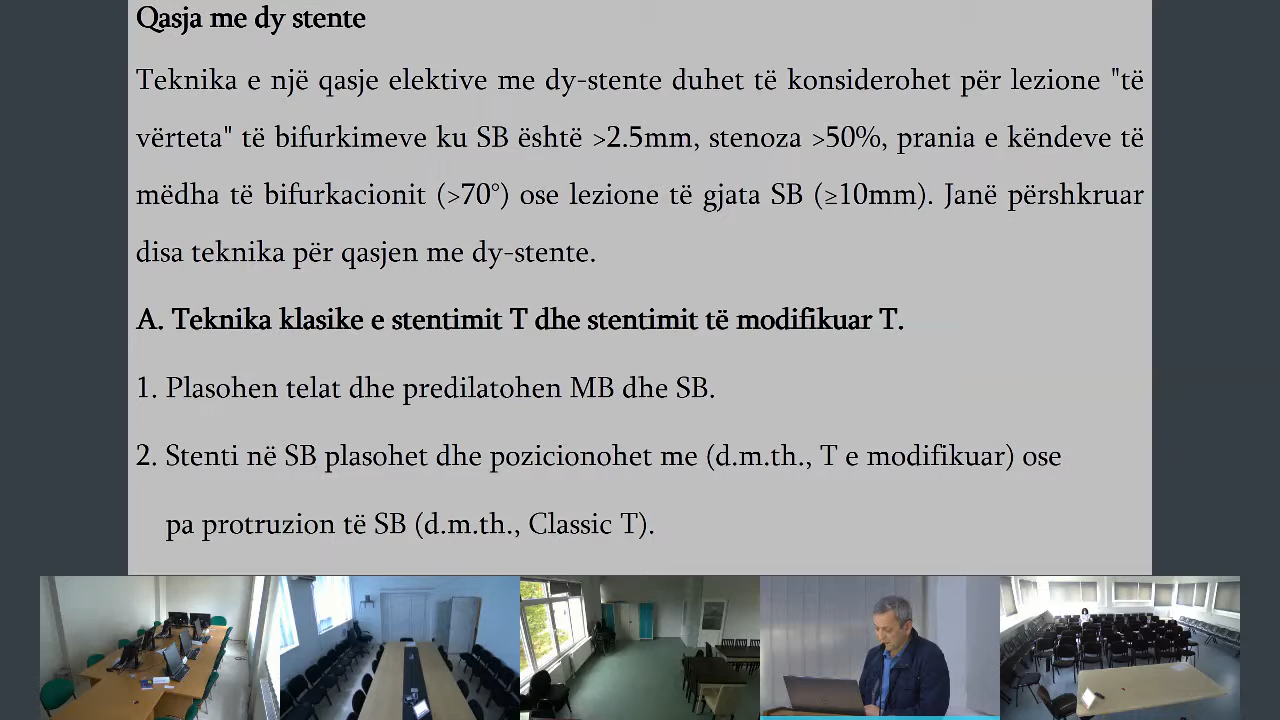 Qasja me dy stente
Teknika e një qasje elektive me dy-stente duhet të konsiderohet për lezione "të
vërteta" të bifurkimeve ku SB është >2.5mm, stenoza >50%, prania e këndeve të
mëdha të bifurkacionit (>70°) ose lezione të gjata SB (≥10mm). Janë përshkruar
disa teknika për qasjen me dy-stente.
A. Teknika klasike e stentimit T dhe stentimit të modifikuar T.
1. Plasohen telat dhe predilatohen MB dhe SB.
2. Stenti në SB plasohet dhe pozicionohet me (d.m.th., T e modifikuar) ose
pa protruzion të SB (d.m.th., Classic T).